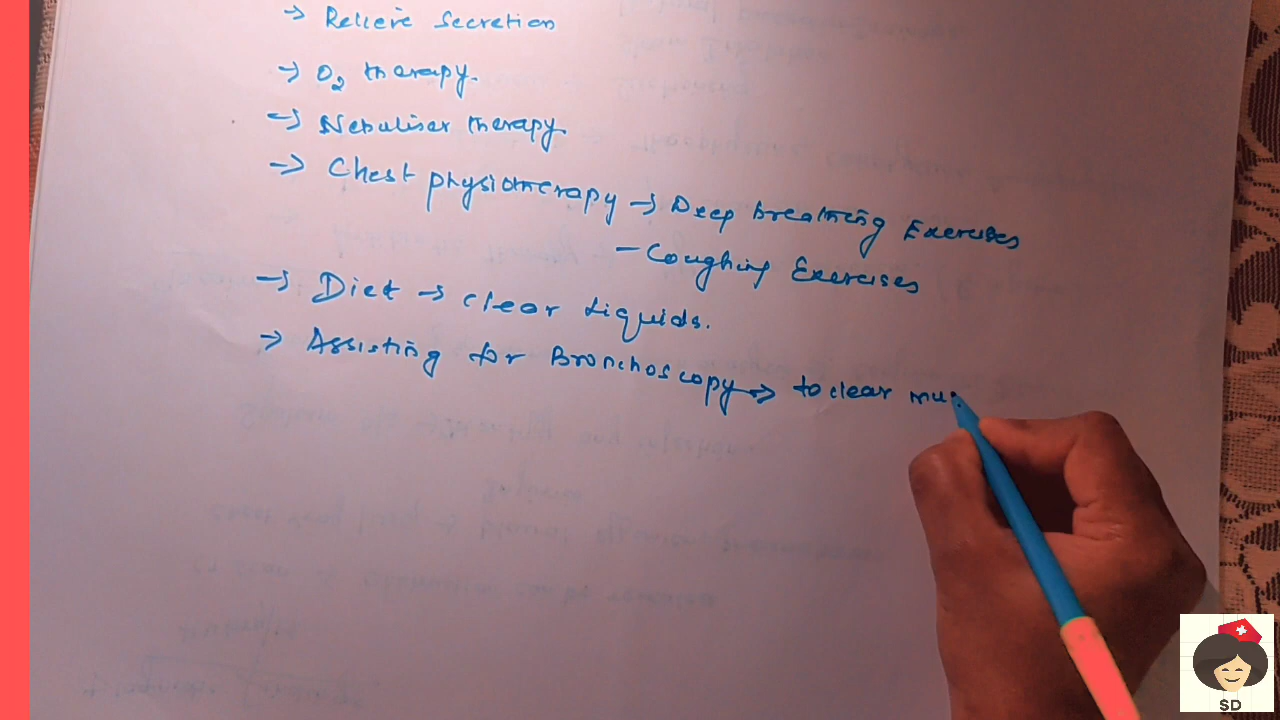 → Relieve Secretion
→ O₂ therapy.
→ Nebuliser therapy.
→ Chest physiotherapy → Deep Breathing Exercises
– Coughing Exercises
→ Diet → clear Liquids.
→ Assisting for Bronchoscopy → to clear mu
SD